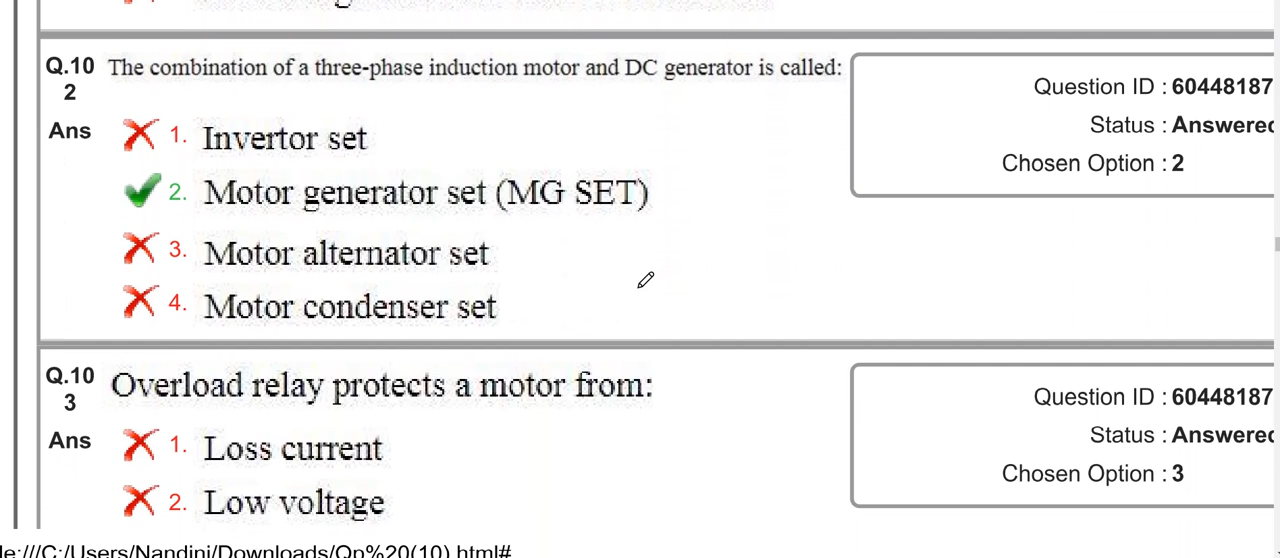 Q.10 The combination of a three-phase induction motor and DC generator is called:
2
Ans 1. Invertor set
2. Motor generator set (MG SET)
3. Motor alternator set
4. Motor condenser set
Question ID : 60448187
Status : Answered
Chosen Option : 2
Q.10 Overload relay protects a motor from:
3
Ans 1. Loss current
2. Low voltage
Question ID : 60448187
Status : Answered
Chosen Option : 3
le:///C:/Users/Nandini/Downloads/Qp%20(10).html#